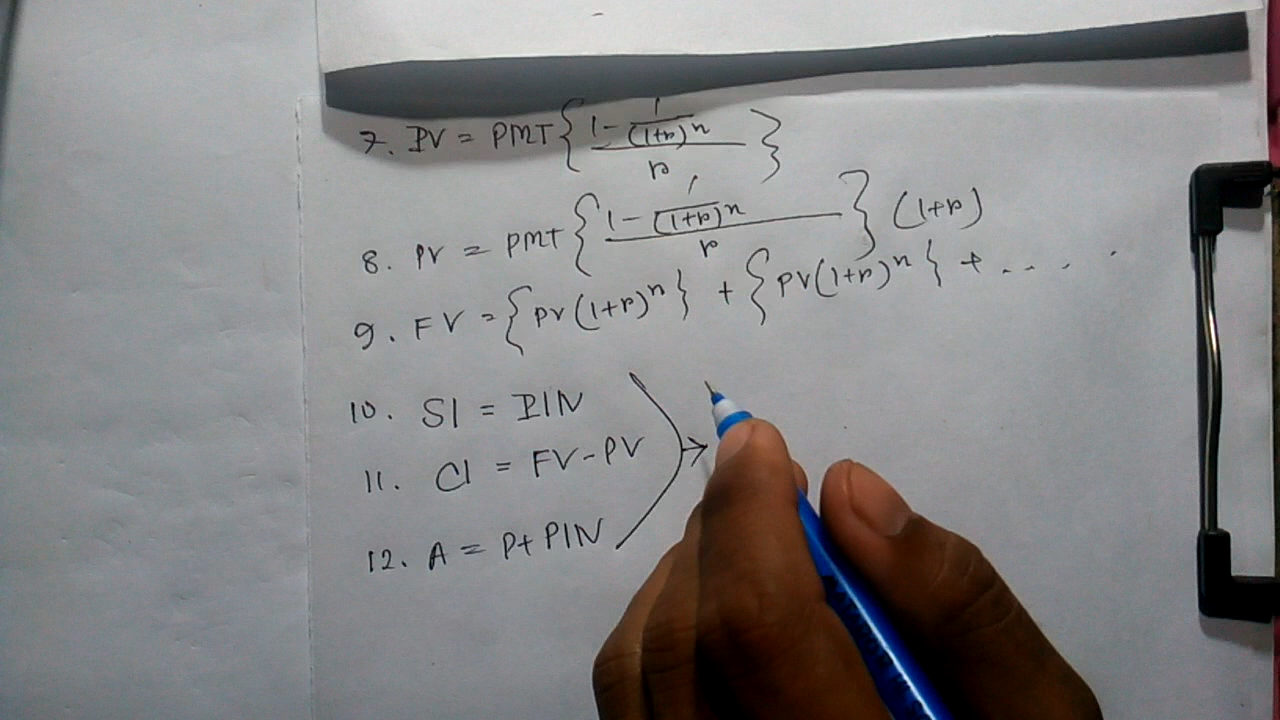 7. PV = PMT { 1 - 1/(1+r)^n / r }
8. PV = PMT { 1 - 1/(1+r)^n / r } (1+r)
9. FV = { PV (1+r)^n } + { PV (1+r)^n } + . . . . .
10. SI = PIN
11. CI = FV - PV
12. A = P + PIN